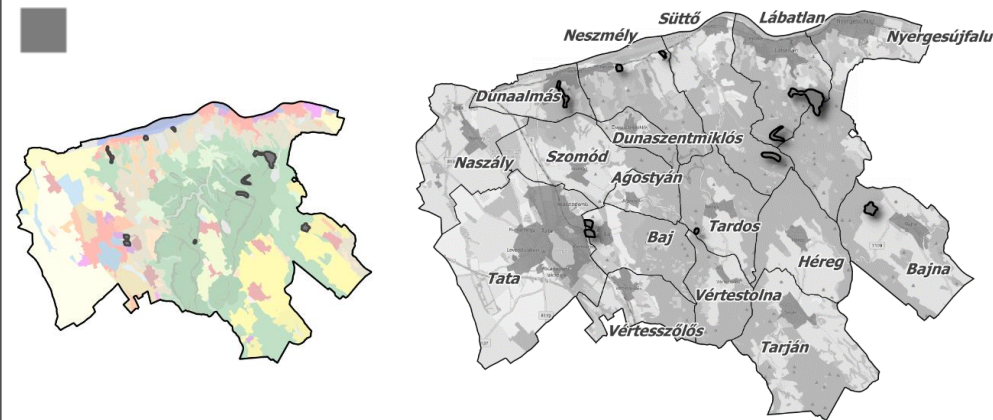 Süttő
Lábatlan
Neszmély
Nyergesújfalu
Dunaalmás
Dunaszentmiklós
Naszály
Szomód
Agostyán
Baj
Tardos
Tata
Héreg
Bajna
Vértestolna
Vértesszőlős
Tarján